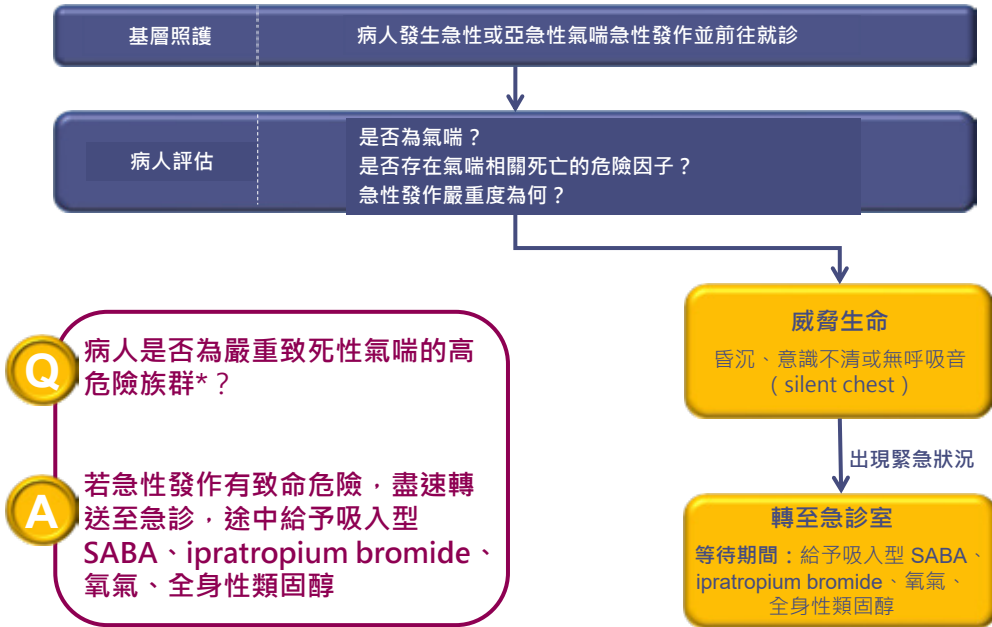 基層照護
病人發生急性或亞急性氣喘急性發作並前往就診
病人評估
是否為氣喘？
是否存在氣喘相關死亡的危險因子？
急性發作嚴重度為何？
Q
病人是否為嚴重致死性氣喘的高
危險族群*？
A
若急性發作有致命危險，盡速轉
送至急診，途中給予吸入型
SABA、ipratropium bromide、
氧氣、全身性類固醇
威脅生命
昏沉、意識不清或無呼吸音
（silent chest）
出現緊急狀況
轉至急診室
等待期間：給予吸入型 SABA、
ipratropium bromide、氧氣、
全身性類固醇